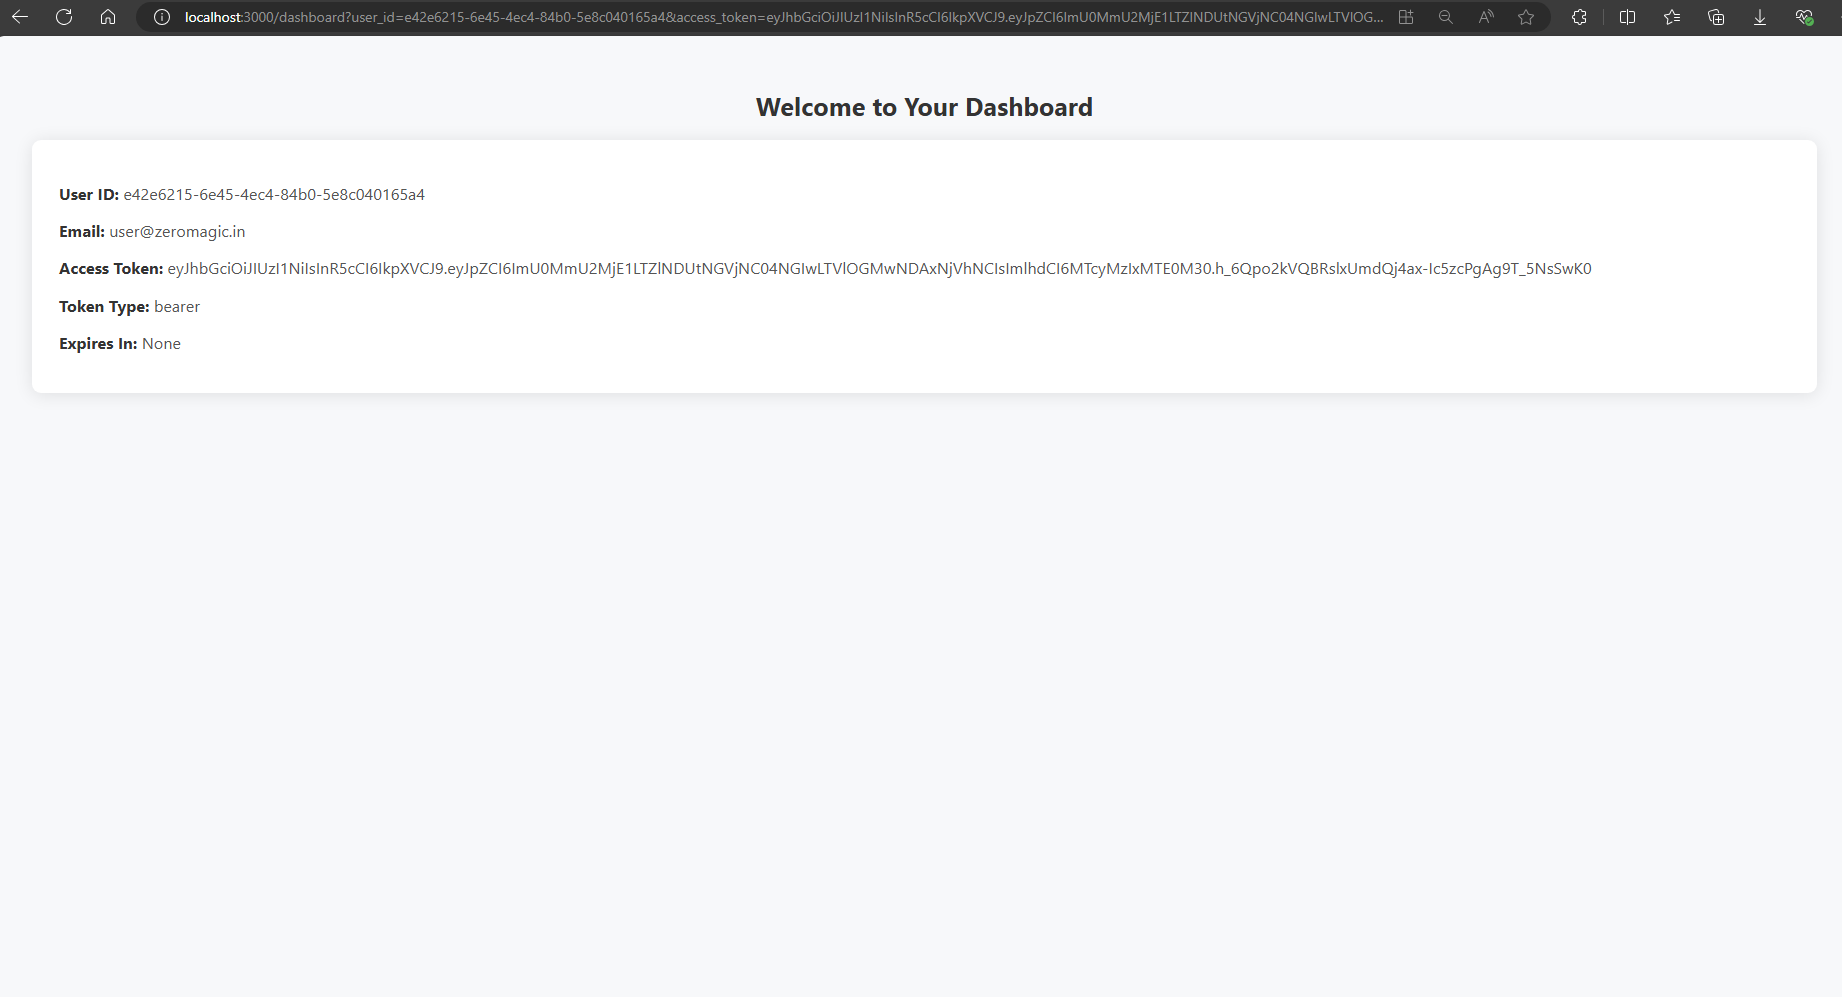 localhost:3000/dashboard?user_id=e42e6215-6e45-4ec4-84b0-5e8c040165a4&access_token=eyJhbGciOiJIUzI1NiIsInR5cCI6IkpXVCJ9.eyJpZCI6ImU0MmU2MjE1LTZlNDUtNGVjNC04NGIwLTVlOG...
Welcome to Your Dashboard
User ID: e42e6215-6e45-4ec4-84b0-5e8c040165a4
Email: user@zeromagic.in
Access Token: eyJhbGciOiJIUzI1NiIsInR5cCI6IkpXVCJ9.eyJpZCI6ImU0MmU2MjE1LTZlNDUtNGVjNC04NGIwLTVlOGMwNDAxNjVhNCIsImlhdCI6MTcyMzIxMTE0M30.h_6Qpo2kVQBRslxUmdQj4ax-Ic5zcPgAg9T_5NsSwK0
Token Type: bearer
Expires In: None